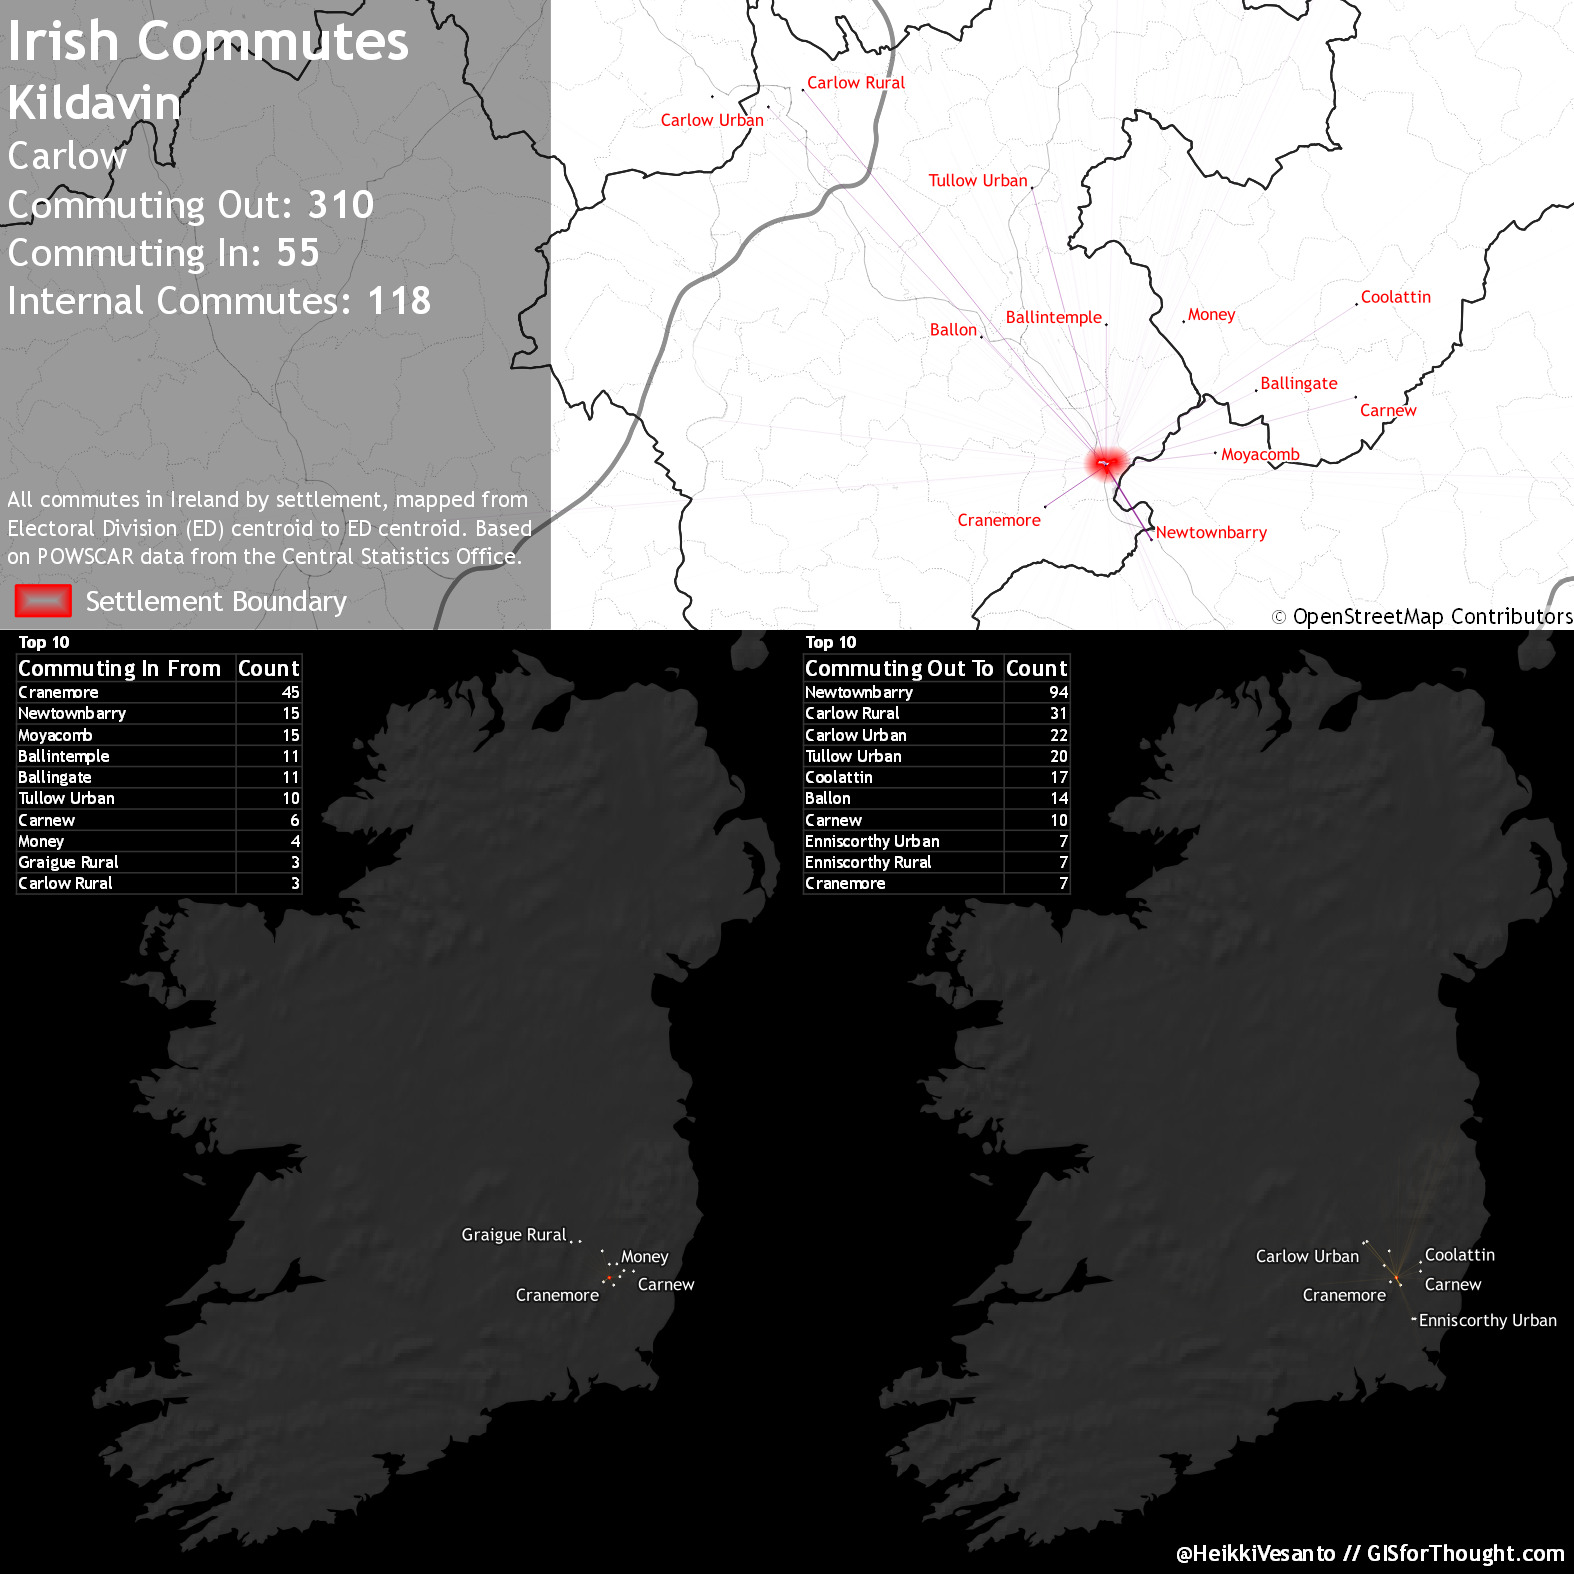 Irish Commutes
Kildavin
Carlow
Commuting Out: 310
Commuting In: 55
Internal Commutes: 118
All commutes in Ireland by settlement, mapped from
Electoral Division (ED) centroid to ED centroid. Based
on POWSCAR data from the Central Statistics Office.
Settlement Boundary
Carlow Rural
Carlow Urban
Tullow Urban
Coolattin
Money
Ballintemple
Ballon
Ballingate
Carnew
Moyacomb
Cranemore
Newtownbarry
© OpenStreetMap Contributors
Top 10
Commuting In From Count
Cranemore 45
Newtownbarry 15
Moyacomb 15
Ballintemple 11
Ballingate 11
Tullow Urban 10
Carnew 6
Money 4
Graigue Rural 3
Carlow Rural 3
Graigue Rural
Money
Carnew
Cranemore
Top 10
Commuting Out To Count
Newtownbarry 94
Carlow Rural 31
Carlow Urban 22
Tullow Urban 20
Coolattin 17
Ballon 14
Carnew 10
Enniscorthy Urban 7
Enniscorthy Rural 7
Cranemore 7
Carlow Urban
Coolattin
Carnew
Cranemore
Enniscorthy Urban
@HeikkiVesanto // GISforThought.com